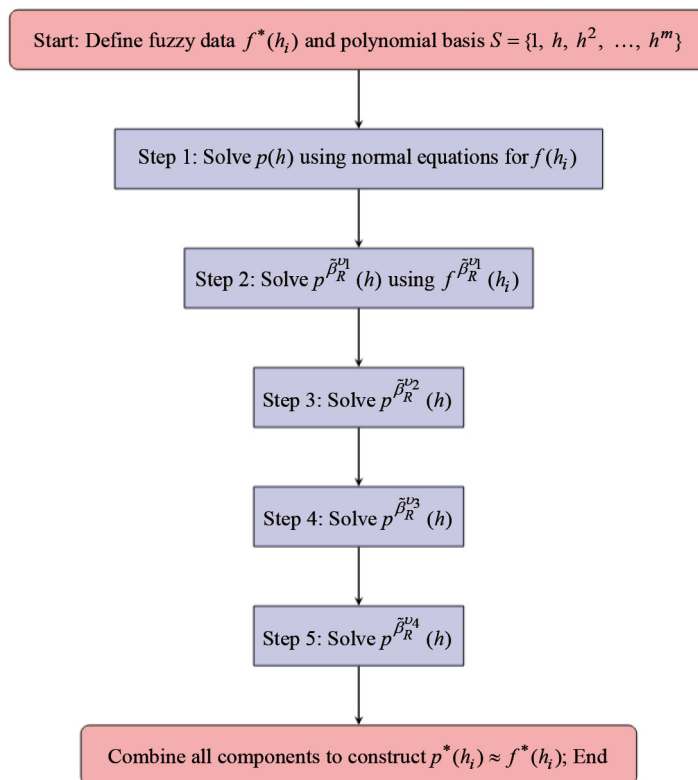 Start: Define fuzzy data f*(hᵢ) and polynomial basis S = {1, h, h², …, hᵐ}
Step 1: Solve p(h) using normal equations for f(hᵢ)
Step 2: Solve p^{β̃_R^{υ₁}}(h) using f^{β̃_R^{υ₁}}(hᵢ)
Step 3: Solve p^{β̃_R^{υ₂}}(h)
Step 4: Solve p^{β̃_R^{υ₃}}(h)
Step 5: Solve p^{β̃_R^{υ₄}}(h)
Combine all components to construct p*(hᵢ) ≈ f*(hᵢ); End